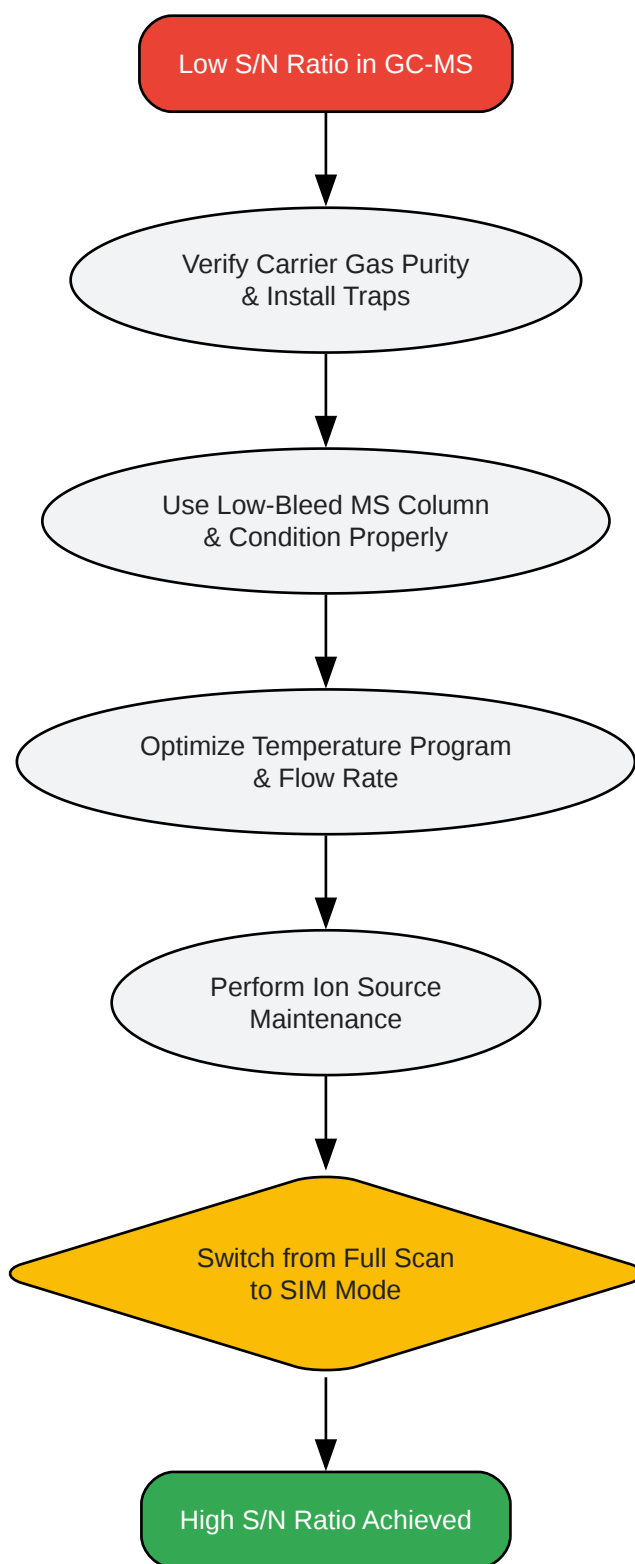 Low S/N Ratio in GC-MS
Verify Carrier Gas Purity
& Install Traps
Use Low-Bleed MS Column
& Condition Properly
Optimize Temperature Program
& Flow Rate
Perform Ion Source
Maintenance
Switch from Full Scan
to SIM Mode
High S/N Ratio Achieved